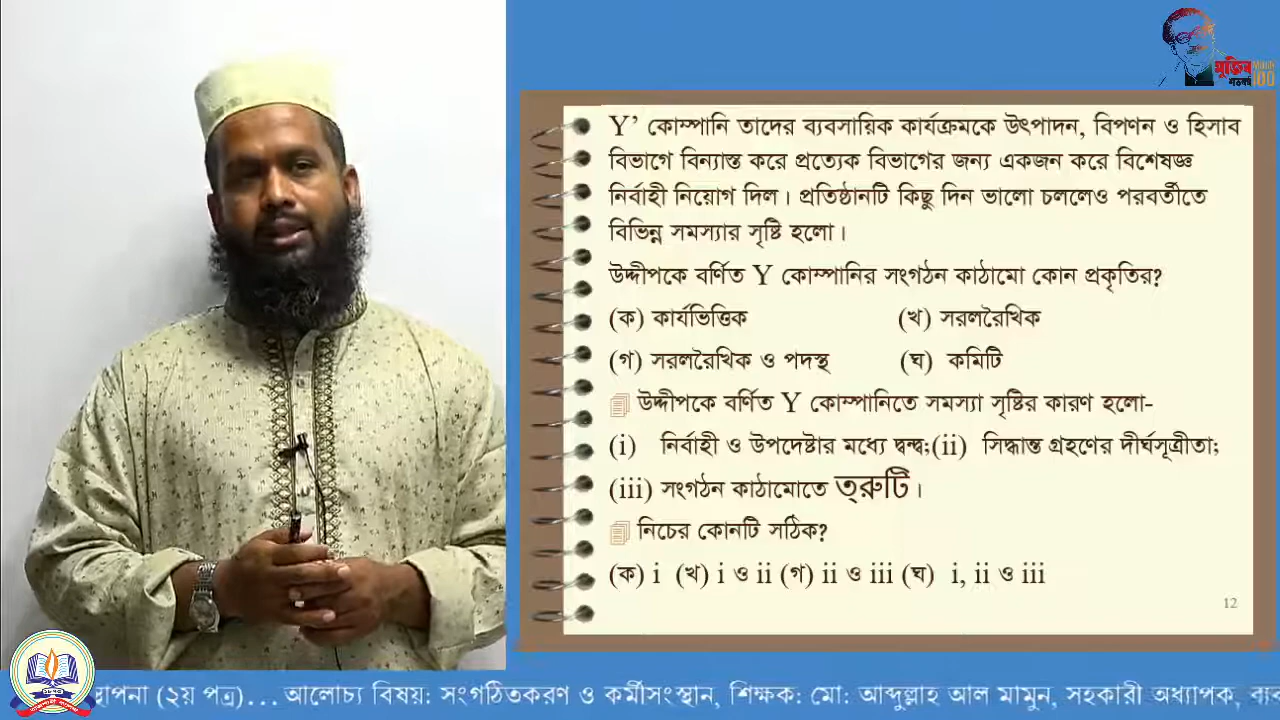 মুজিব
শতবর্ষ 100
Y’ কোম্পানি তাদের ব্যবসায়িক কার্যক্রমকে উৎপাদন, বিপণন ও হিসাব
বিভাগে বিন্যাস্ত করে প্রত্যেক বিভাগের জন্য একজন করে বিশেষজ্ঞ
নির্বাহী নিয়োগ দিল। প্রতিষ্ঠানটি কিছু দিন ভালো চললেও পরবর্তীতে
বিভিন্ন সমস্যার সৃষ্টি হলো।
উদ্দীপকে বর্ণিত Y কোম্পানির সংগঠন কাঠামো কোন প্রকৃতির?
(ক) কার্যভিত্তিক (খ) সরলরৈখিক
(গ) সরলরৈখিক ও পদস্থ (ঘ) কমিটি
উদ্দীপকে বর্ণিত Y কোম্পানিতে সমস্যা সৃষ্টির কারণ হলো-
(i) নির্বাহী ও উপদেষ্টার মধ্যে দ্বন্দ্ব;(ii) সিদ্ধান্ত গ্রহণের দীর্ঘসূত্রীতা;
(iii) সংগঠন কাঠামোতে ত্রুটি।
নিচের কোনটি সঠিক?
(ক) i (খ) i ও ii (গ) ii ও iii (ঘ) i, ii ও iii
12
স্থাপনা (২য় পত্র)... আলোচ্য বিষয়: সংগঠিতকরণ ও কর্মীসংস্থান, শিক্ষক: মো: আব্দুল্লাহ আল মামুন, সহকারী অধ্যাপক, ব্যব